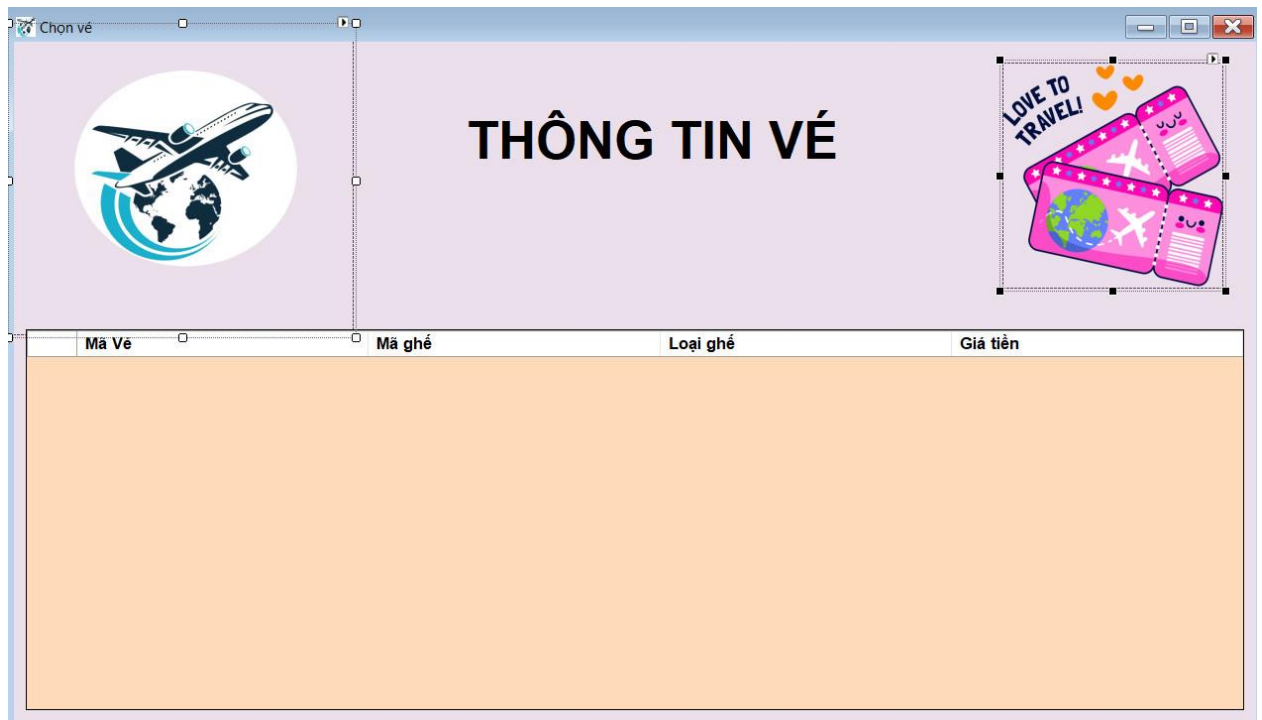 Chọn vé
THÔNG TIN VÉ
LOVE TO
TRAVEL!
Mã Vé
Mã ghế
Loại ghế
Giá tiền